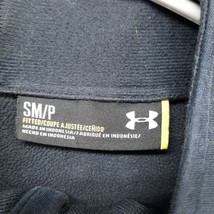 SM/P
FITTED/COUPE AJUSTÉE/CEÑIDO
MADE IN INDONESIA/FABRIQUÉ EN INDONÉSIE/
HECHO EN INDONESIA